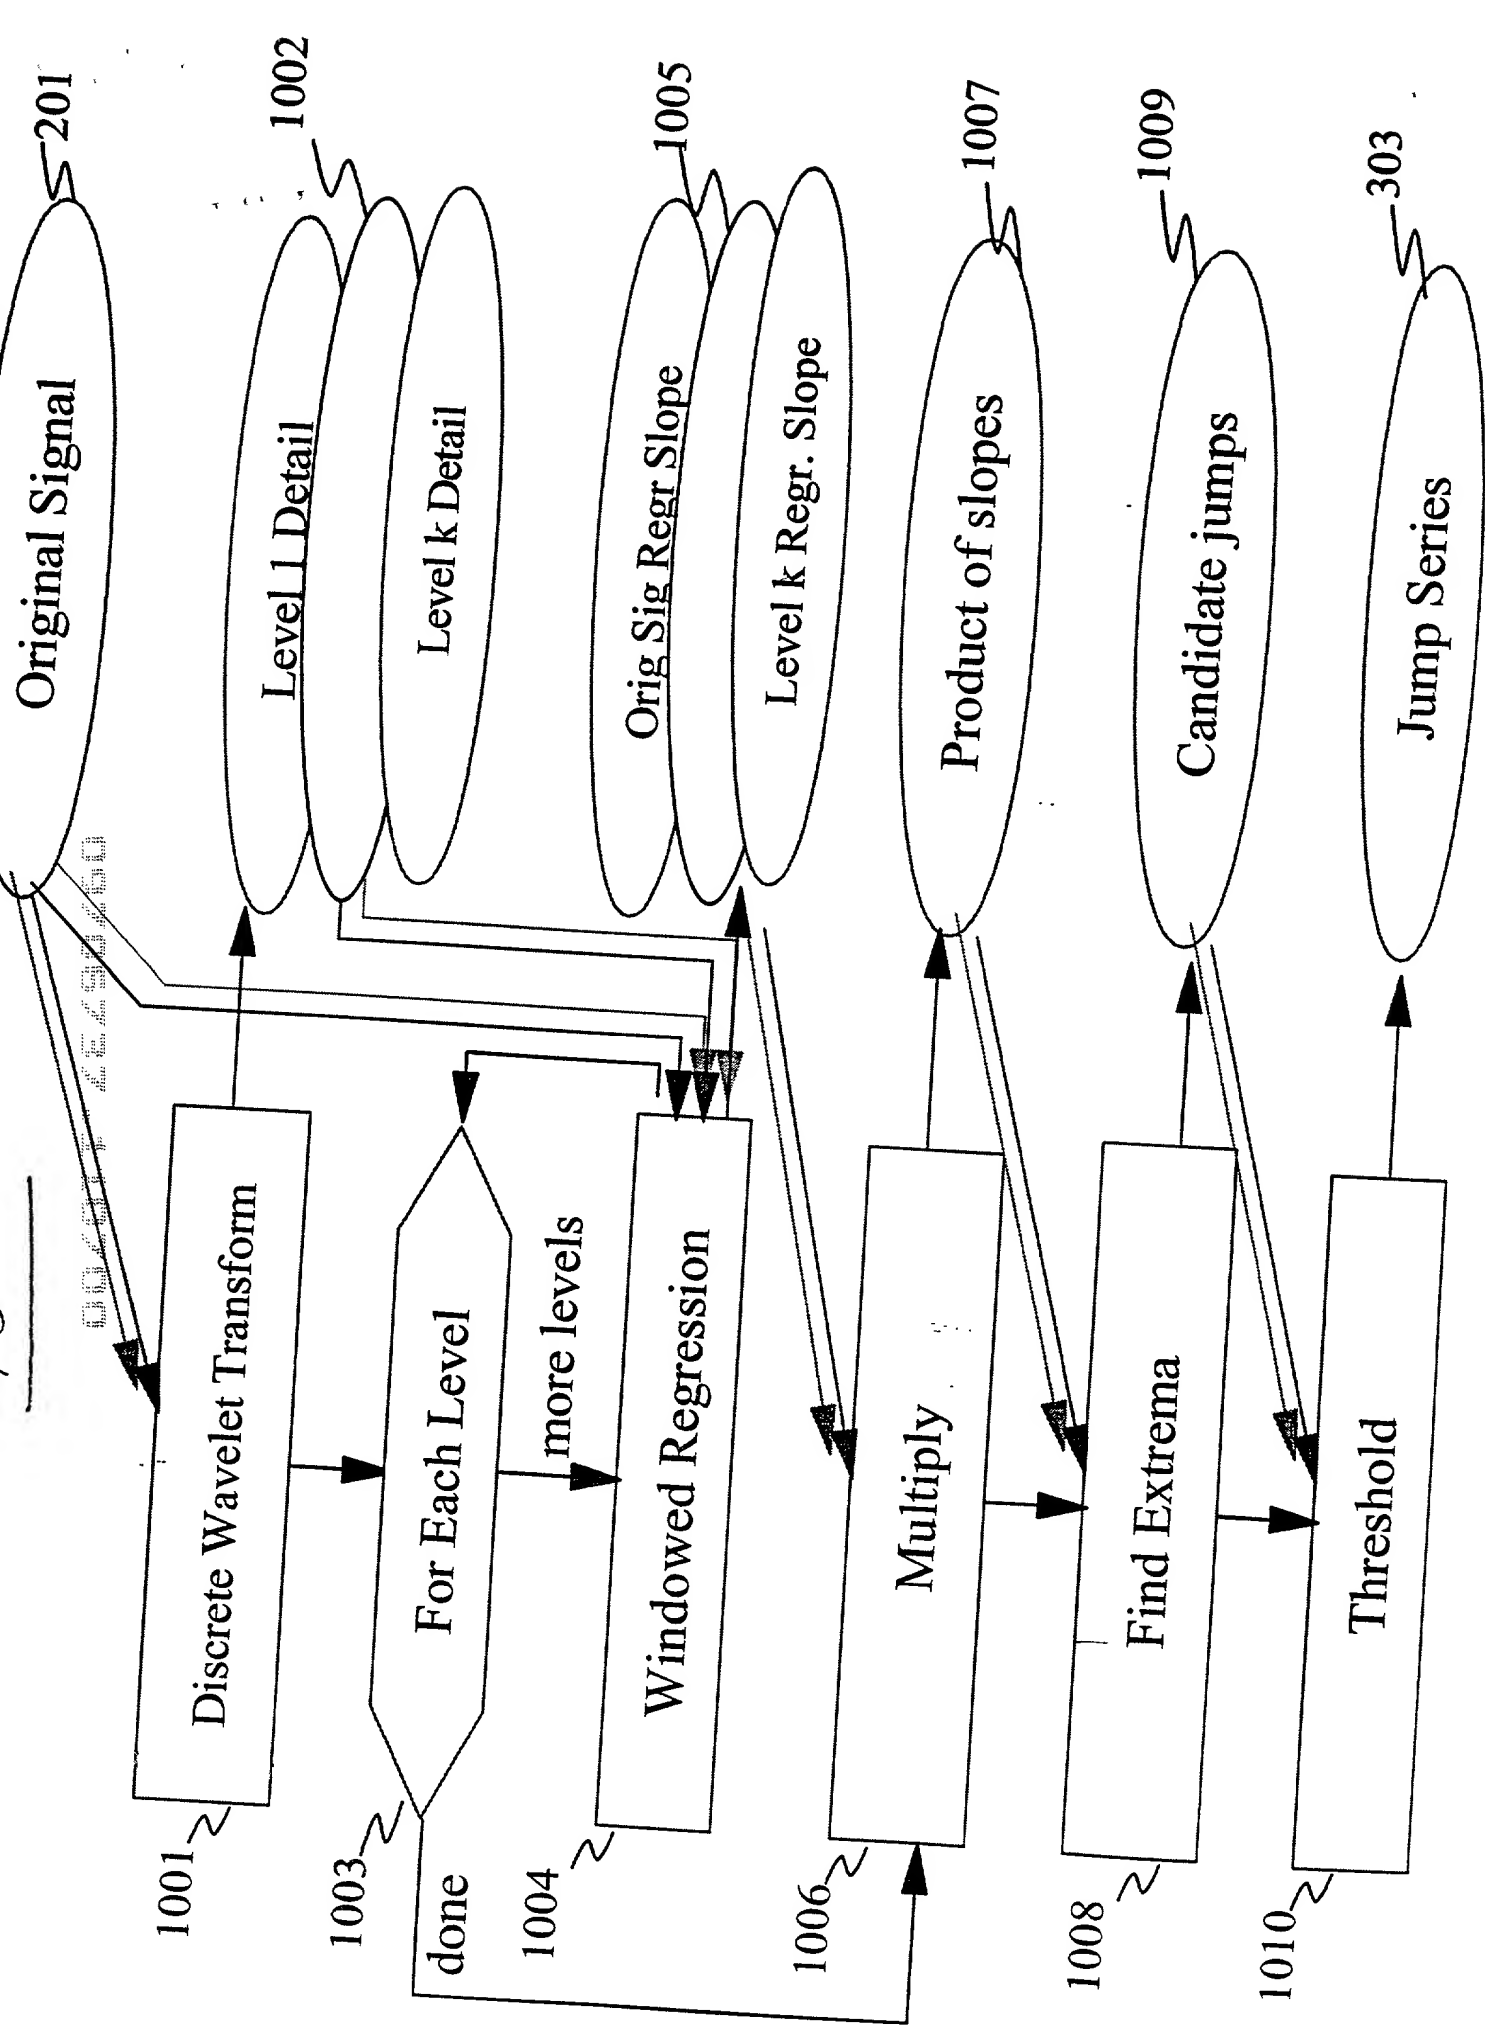 201
Original Signal
1001
Discrete Wavelet Transform
1002
Level 1 Detail
Level k Detail
1003
For Each Level
done
more levels
1004
Windowed Regression
1005
Orig Sig Regr Slope
Level k Regr. Slope
1006
Multiply
1007
Product of slopes
1008
Find Extrema
1009
Candidate jumps
1010
Threshold
303
Jump Series